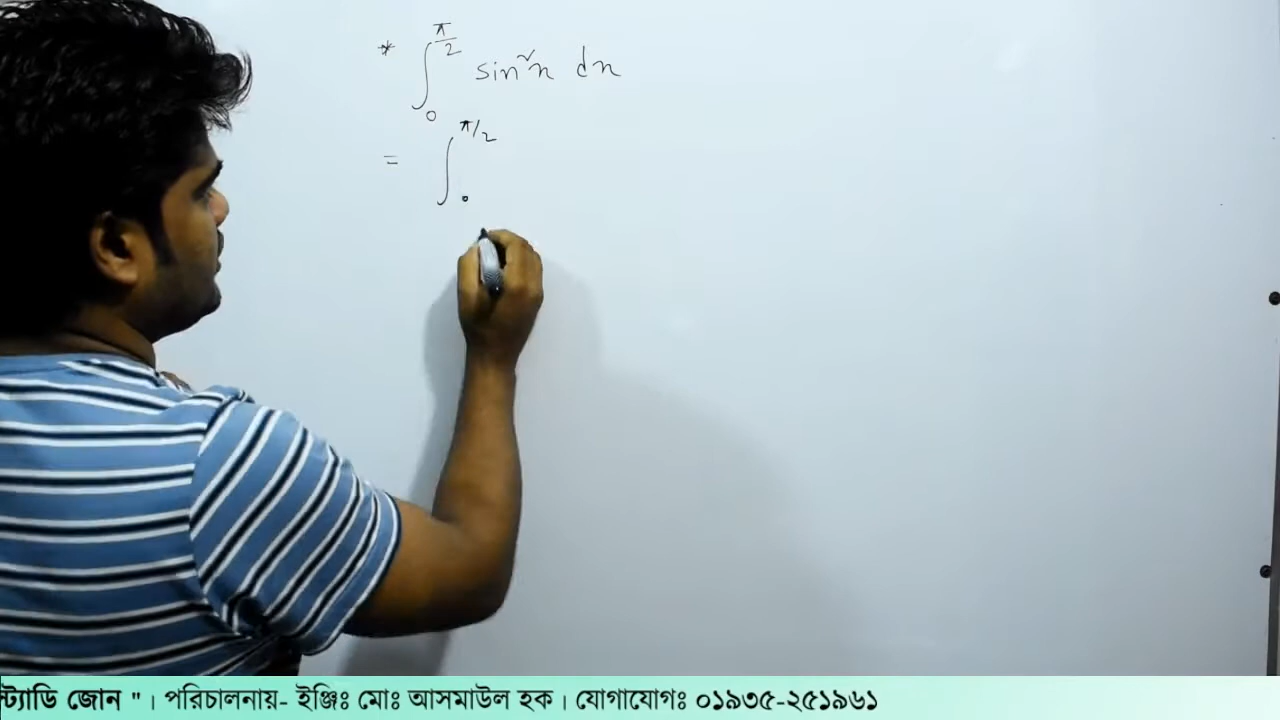 * ∫₀^{π/2} sin²x dx
= ∫₀^{π/2}
স্ট্যাডি জোন " । পরিচালনায়- ইঞ্জিঃ মোঃ আসমাউল হক। যোগাযোগঃ ০১৯৩৫-২৫১৯৬১